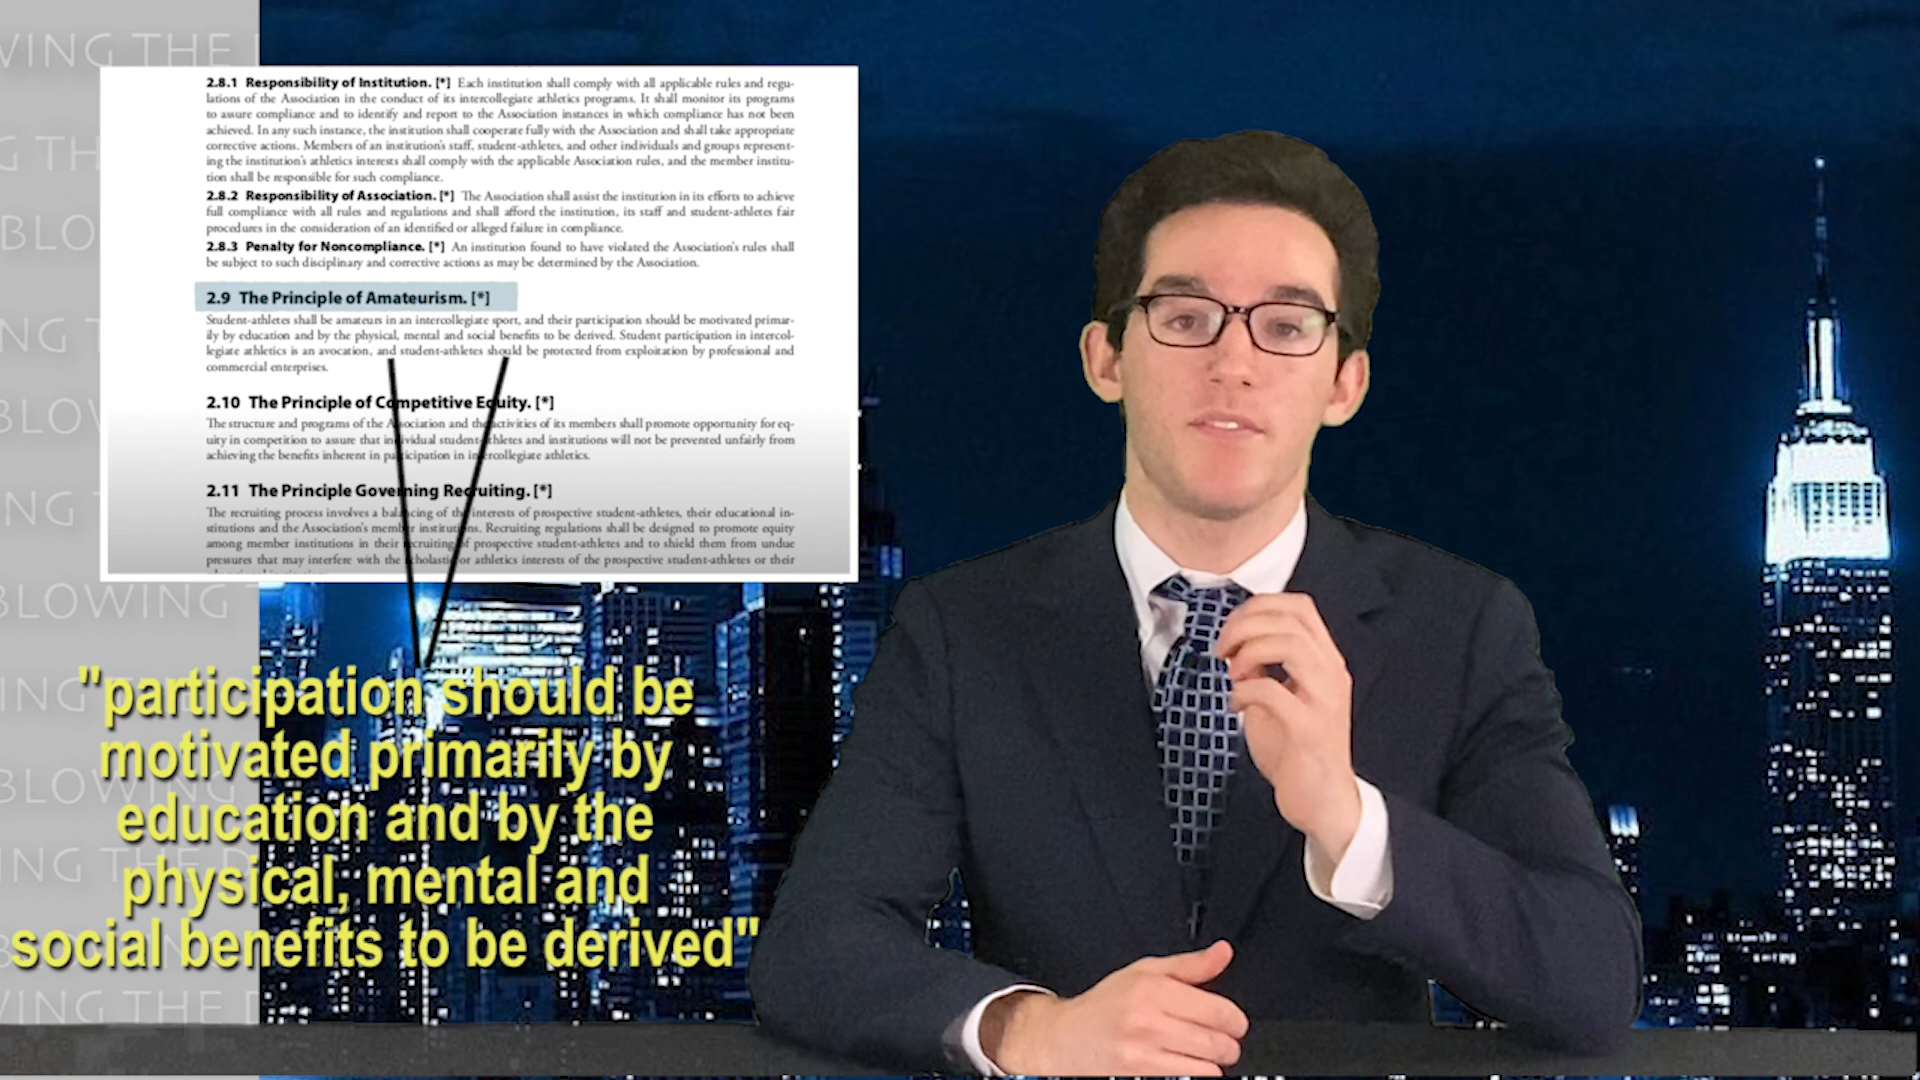 WING THE
G TH
BLO
NG T
BLOW
NG T
BLOWING T
ING
BLOWING
ING THE D
WING THE D
2.8.1 Responsibility of Institution. [*] Each institution shall comply with all applicable rules and regu-
lations of the Association in the conduct of its intercollegiate athletics programs. It shall monitor its programs
to assure compliance and to identify and report to the Association instances in which compliance has not been
achieved. In any such instance, the institution shall cooperate fully with the Association and shall take appropriate
corrective actions. Members of an institution's staff, student-athletes, and other individuals and groups represent-
ing the institution's athletics interests shall comply with the applicable Association rules, and the member institu-
tion shall be responsible for such compliance.
2.8.2 Responsibility of Association. [*] The Association shall assist the institution in its efforts to achieve
full compliance with all rules and regulations and shall afford the institution, its staff and student-athletes fair
procedures in the consideration of an identified or alleged failure in compliance.
2.8.3 Penalty for Noncompliance. [*] An institution found to have violated the Association's rules shall
be subject to such disciplinary and corrective actions as may be determined by the Association.
2.9 The Principle of Amateurism. [*]
Student-athletes shall be amateurs in an intercollegiate sport, and their participation should be motivated primar-
ily by education and by the physical, mental and social benefits to be derived. Student participation in intercol-
legiate athletics is an avocation, and student-athletes should be protected from exploitation by professional and
commercial enterprises.
2.10 The Principle of Competitive Equity. [*]
The structure and programs of the Association and the activities of its members shall promote opportunity for eq-
uity in competition to assure that individual student-athletes and institutions will not be prevented unfairly from
achieving the benefits inherent in participation in intercollegiate athletics.
2.11 The Principle Governing Recruiting. [*]
The recruiting process involves a balancing of the interests of prospective student-athletes, their educational in-
stitutions and the Association's member institutions. Recruiting regulations shall be designed to promote equity
among member institutions in their recruiting of prospective student-athletes and to shield them from undue
pressures that may interfere with the scholastic or athletics interests of the prospective student-athletes or their
"participation should be
motivated primarily by
education and by the
physical, mental and
social benefits to be derived"